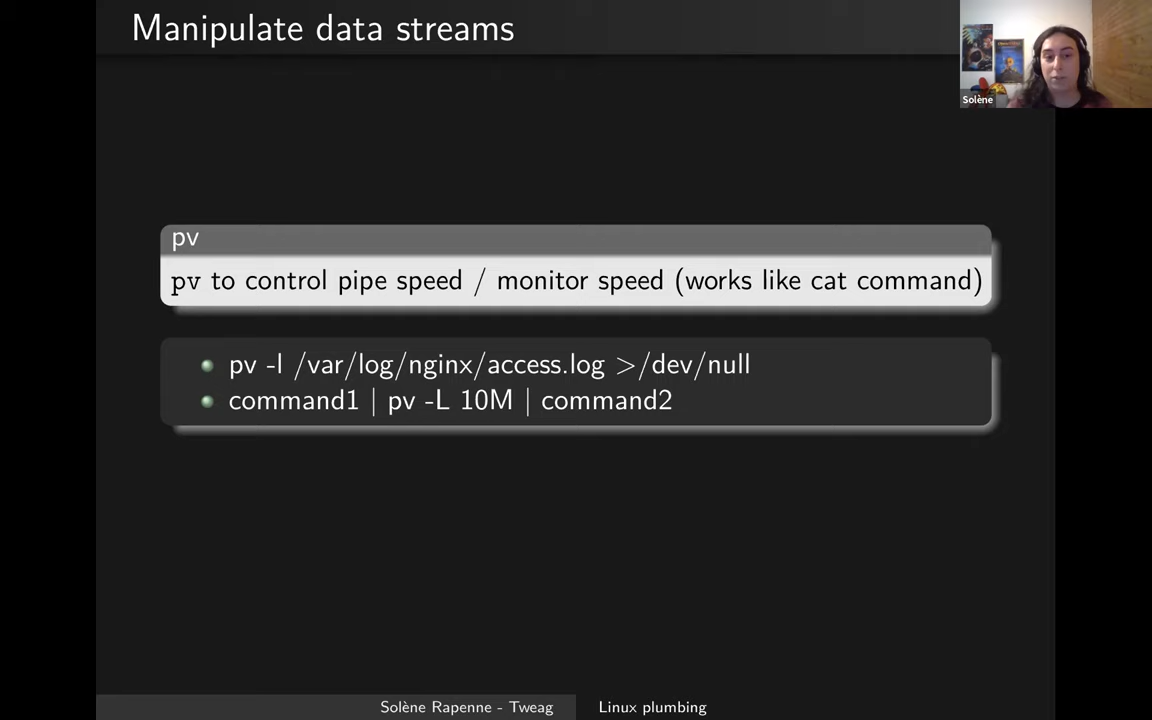 Manipulate data streams
Solène
pv
pv to control pipe speed / monitor speed (works like cat command)
pv -l /var/log/nginx/access.log >/dev/null
command1 | pv -L 10M | command2
Solène Rapenne - Tweag
Linux plumbing